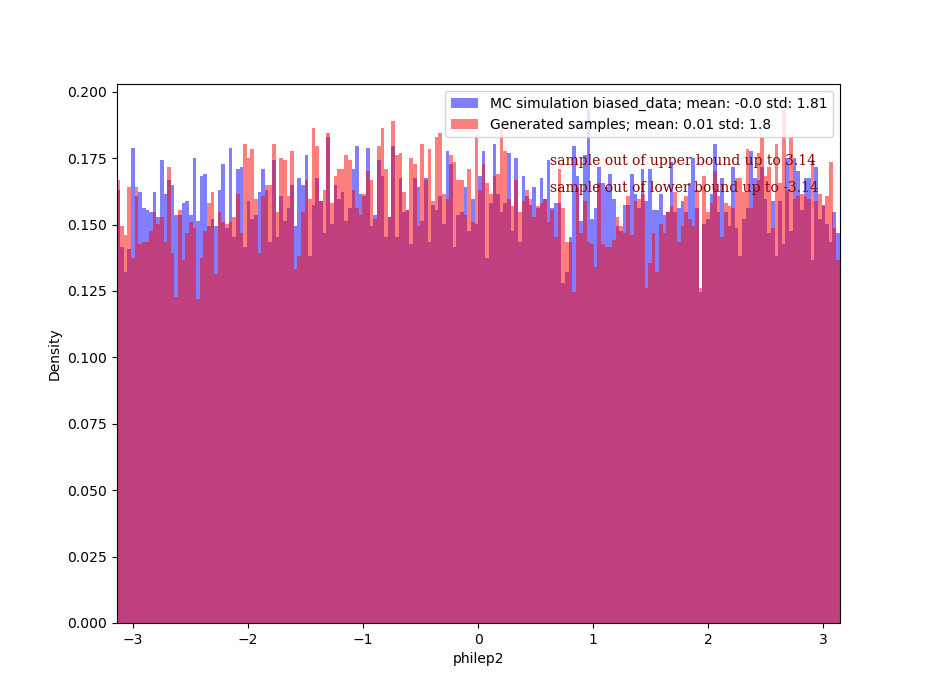 MC simulation biased_data; mean: -0.0 std: 1.81
Generated samples; mean: 0.01 std: 1.8
sample out of upper bound up to 3.14
sample out of lower bound up to -3.14
0.200
0.175
0.150
0.125
0.100
0.075
0.050
0.025
0.000
Density
−3 −2 −1 0 1 2 3
philep2